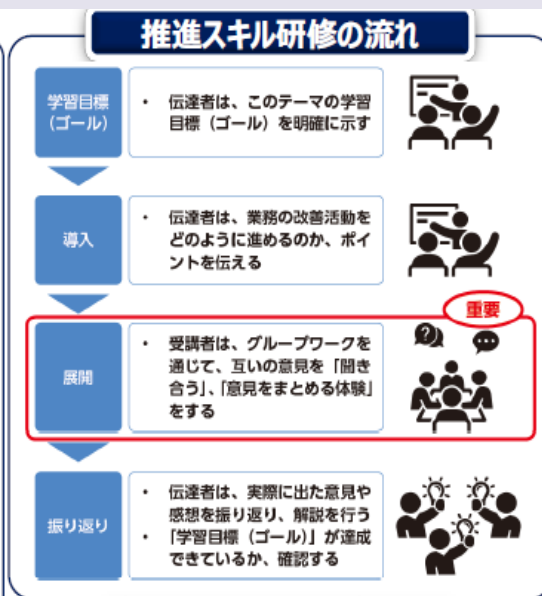 推進スキル研修の流れ
学習目標
（ゴール）
・ 伝達者は、このテーマの学習
目標（ゴール）を明確に示す
導入
・ 伝達者は、業務の改善活動を
どのように進めるのか、ポイ
ントを伝える
重要
展開
・ 受講者は、グループワークを
通じて、互いの意見を「聞き
合う」、「意見をまとめる体験」
をする
振り返り
・ 伝達者は、実際に出た意見や
感想を振り返り、解説を行う
・ 「学習目標（ゴール）」が達成
できているか、確認する